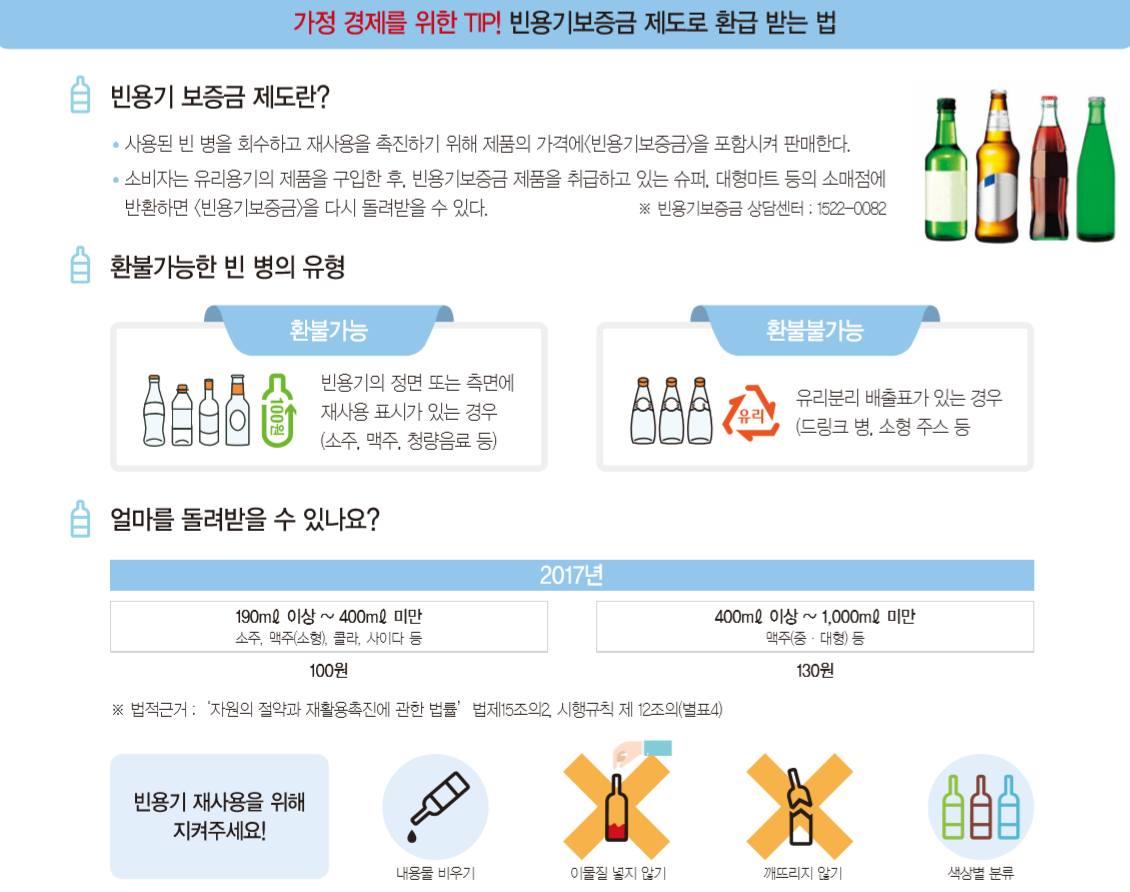 가정 경제를 위한 TIP! 빈용기보증금 제도로 환급 받는 법
빈용기 보증금 제도란?
• 사용된 빈 병을 회수하고 재사용을 촉진하기 위해 제품의 가격에<빈용기보증금>을 포함시켜 판매한다.
• 소비자는 유리용기의 제품을 구입한 후, 빈용기보증금 제품을 취급하고 있는 슈퍼, 대형마트 등의 소매점에
반환하면 <빈용기보증금>을 다시 돌려받을 수 있다.
※ 빈용기보증금 상담센터 : 1522-0082
환불가능한 빈 병의 유형
환불가능
100원
빈용기의 정면 또는 측면에
재사용 표시가 있는 경우
(소주, 맥주, 청량음료 등)
환불불가능
유리
유리분리 배출표가 있는 경우
(드링크 병, 소형 주스 등
얼마를 돌려받을 수 있나요?
2017년
190㎖ 이상 ~ 400㎖ 미만
소주, 맥주(소형), 콜라, 사이다 등
100원
400㎖ 이상 ~ 1,000㎖ 미만
맥주(중 · 대형) 등
130원
※ 법적근거 : ‘자원의 절약과 재활용촉진에 관한 법률’ 법제15조의2, 시행규칙 제 12조의(별표4)
빈용기 재사용을 위해
지켜주세요!
내용물 비우기
이물질 넣지 않기
깨뜨리지 않기
색상별 분류